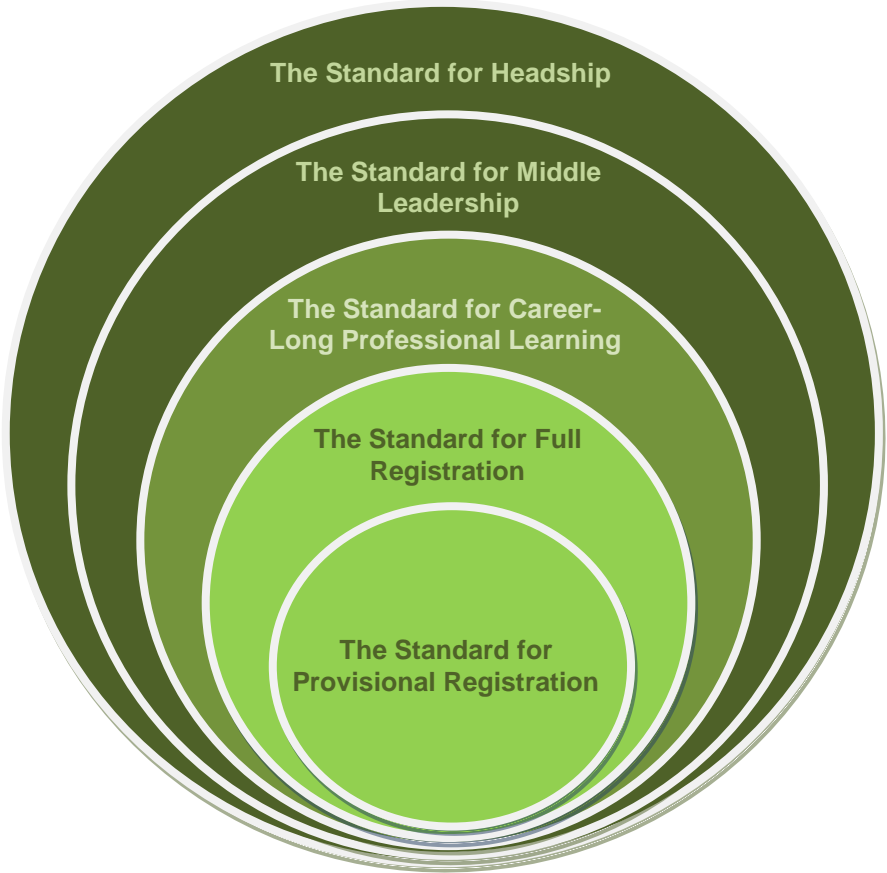 The Standard for Headship
The Standard for Middle
Leadership
The Standard for Career-
Long Professional Learning
The Standard for Full
Registration
The Standard for
Provisional Registration